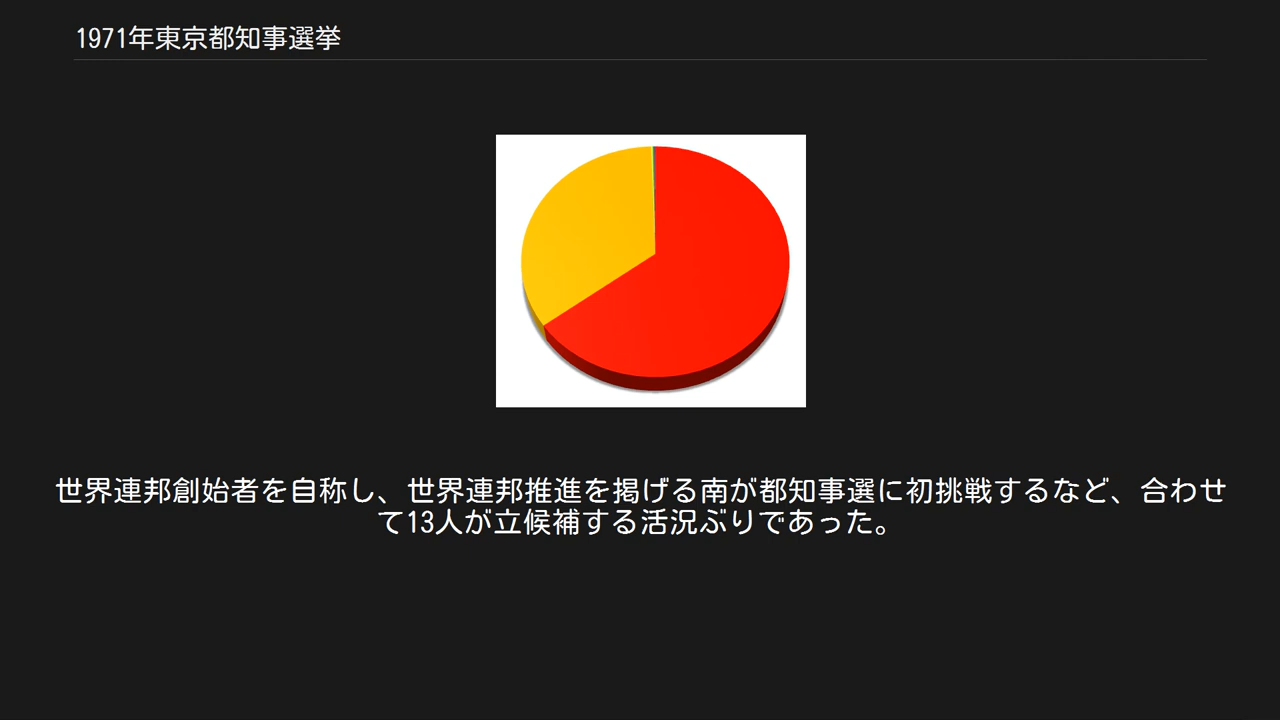 1971年東京都知事選挙
世界連邦創始者を自称し、世界連邦推進を掲げる南が都知事選に初挑戦するなど、合わせ
て13人が立候補する活況ぶりであった。